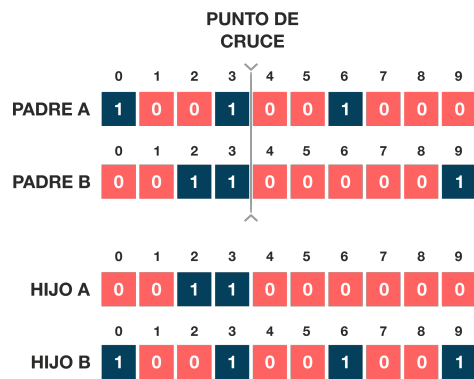 PUNTO DE
CRUCE
0 1 2 3 4 5 6 7 8 9
PADRE A 1 0 0 1 0 0 1 0 0 0
0 1 2 3 4 5 6 7 8 9
PADRE B 0 0 1 1 0 0 0 0 0 1
0 1 2 3 4 5 6 7 8 9
HIJO A 0 0 1 1 0 0 0 0 0 0
0 1 2 3 4 5 6 7 8 9
HIJO B 1 0 0 1 0 0 1 0 0 1